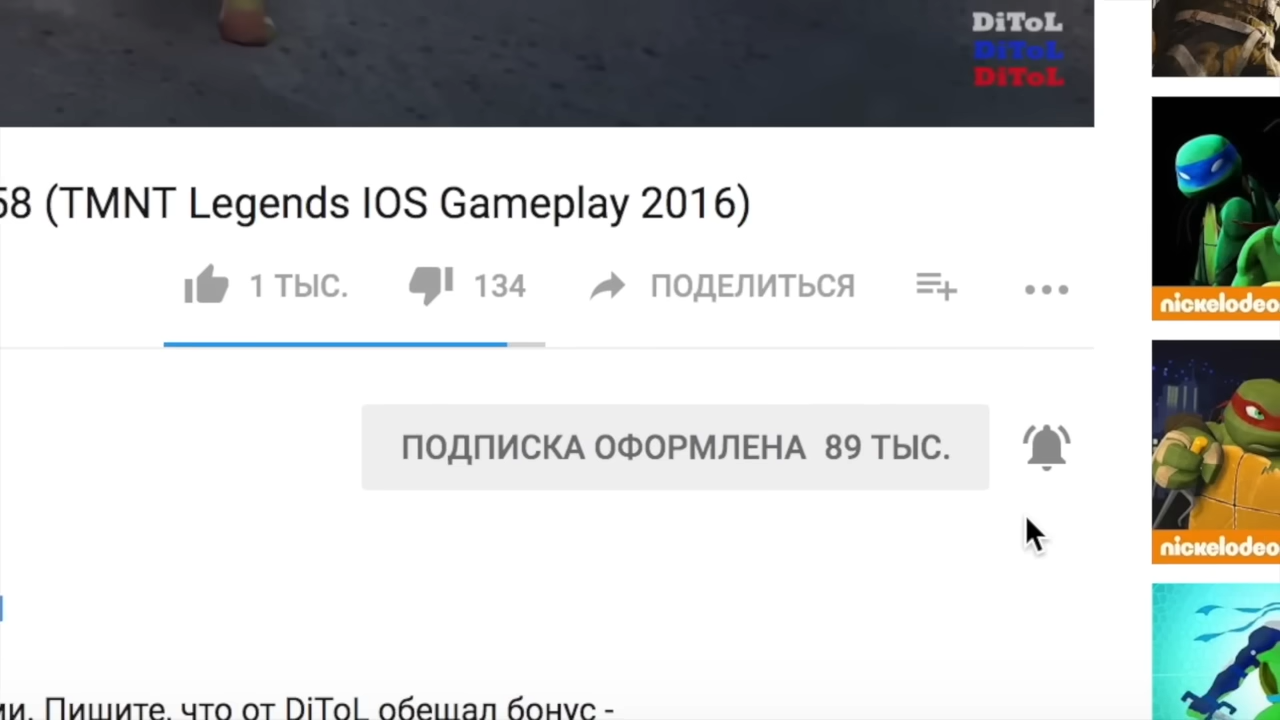 DiToL
DiToL
DiToL
58 (TMNT Legends IOS Gameplay 2016)
1 ТЫС. 134 ПОДЕЛИТЬСЯ
nickelodeo
ПОДПИСКА ОФОРМЛЕНА 89 ТЫС.
nickelodeo
ми. Пишите, что от DiToL обещал бонус -